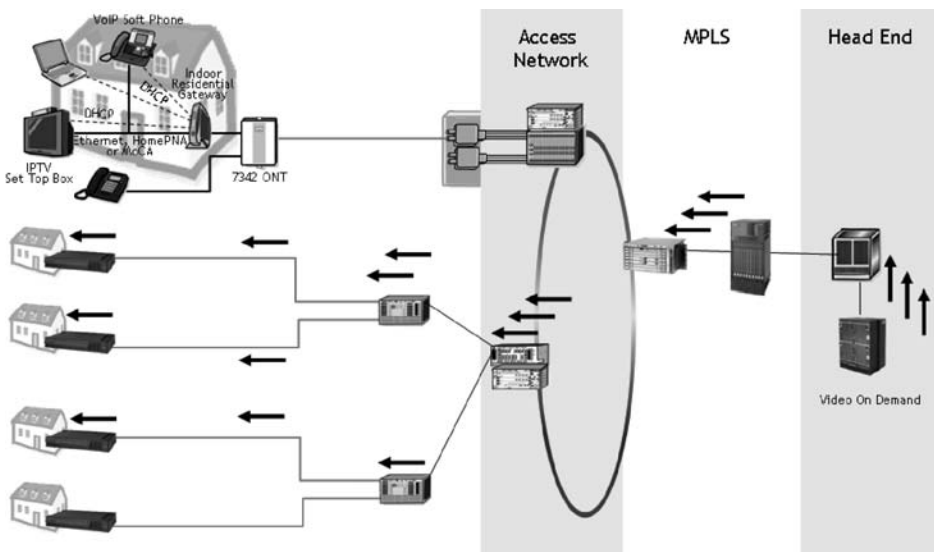 VoIP Soft Phone
Indoor
Residential
Gateway
DHCP
DHCP
Ethernet, HomePNA
or MoCA
IPTV
Set Top Box
7342 ONT
Access
Network
MPLS
Head End
Video On Demand